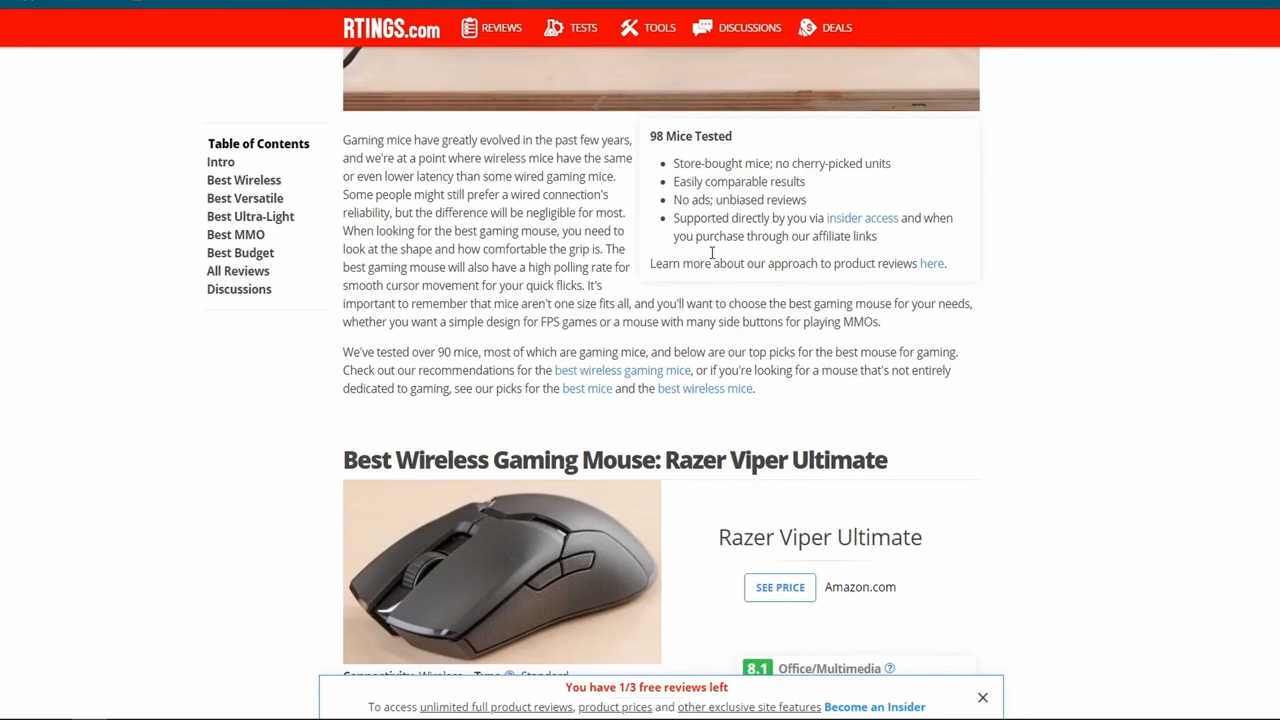 RTINGS.com REVIEWS TESTS TOOLS DISCUSSIONS DEALS
Table of Contents
Intro
Best Wireless
Best Versatile
Best Ultra-Light
Best MMO
Best Budget
All Reviews
Discussions
Gaming mice have greatly evolved in the past few years,
and we're at a point where wireless mice have the same
or even lower latency than some wired gaming mice.
Some people might still prefer a wired connection's
reliability, but the difference will be negligible for most.
When looking for the best gaming mouse, you need to
look at the shape and how comfortable the grip is. The
best gaming mouse will also have a high polling rate for
smooth cursor movement for your quick flicks. It's
important to remember that mice aren't one size fits all, and you'll want to choose the best gaming mouse for your needs,
whether you want a simple design for FPS games or a mouse with many side buttons for playing MMOs.
98 Mice Tested
Store-bought mice; no cherry-picked units
Easily comparable results
No ads; unbiased reviews
Supported directly by you via insider access and when
you purchase through our affiliate links
Learn more about our approach to product reviews here.
We've tested over 90 mice, most of which are gaming mice, and below are our top picks for the best mouse for gaming.
Check out our recommendations for the best wireless gaming mice, or if you're looking for a mouse that's not entirely
dedicated to gaming, see our picks for the best mice and the best wireless mice.
Best Wireless Gaming Mouse: Razer Viper Ultimate
Razer Viper Ultimate
SEE PRICE Amazon.com
8.1 Office/Multimedia ?
Connectivity Wireless Type ? Standard
You have 1/3 free reviews left
To access unlimited full product reviews, product prices and other exclusive site features Become an Insider